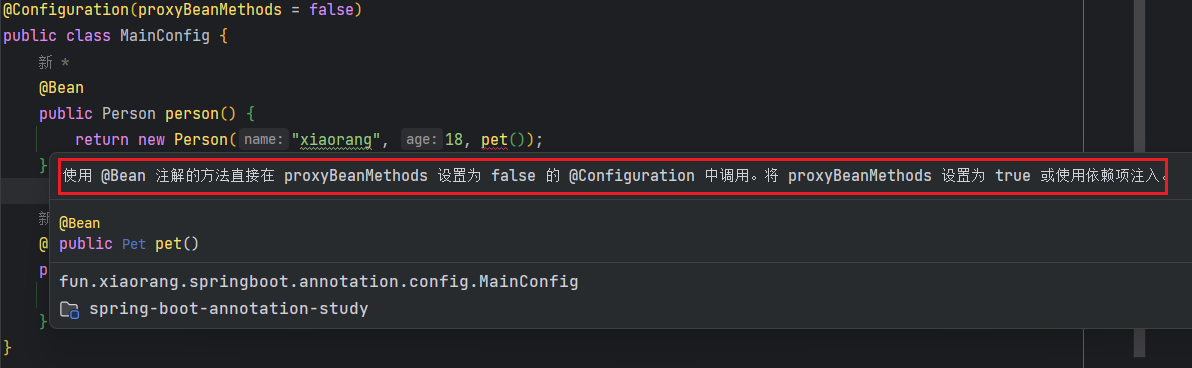 @Configuration(proxyBeanMethods = false)
public class MainConfig {
新 *
@Bean
public Person person() {
return new Person( name: "xiaorang", age: 18, pet());
}
使用 @Bean 注解的方法直接在 proxyBeanMethods 设置为 false 的 @Configuration 中调用。将 proxyBeanMethods 设置为 true 或使用依赖项注入。
新
@Bean
@
public Pet pet()
p
fun.xiaorang.springboot.annotation.config.MainConfig
spring-boot-annotation-study
}
}